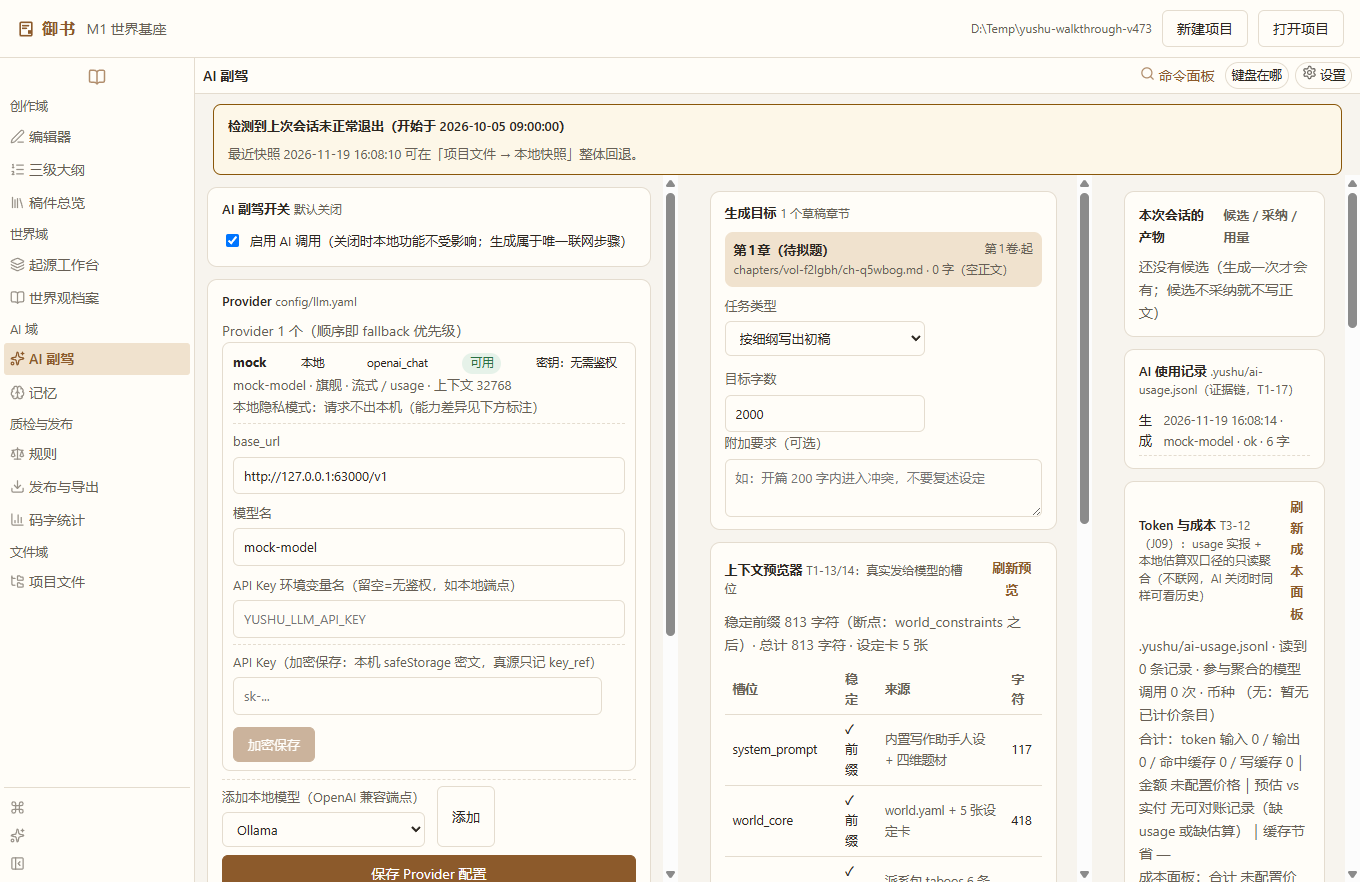 御书 M1 世界基座
D:\Temp\yushu-walkthrough-v473 新建项目 打开项目
创作域
编辑器
三级大纲
稿件总览
世界域
起源工作台
世界观档案
AI 域
AI 副驾
记忆
质检与发布
规则
发布与导出
码字统计
文件域
项目文件
AI 副驾
命令面板 键盘在哪 设置
检测到上次会话未正常退出（开始于 2026-10-05 09:00:00）
最近快照 2026-11-19 16:08:10 可在「项目文件 → 本地快照」整体回退。
AI 副驾开关 默认关闭
启用 AI 调用（关闭时本地功能不受影响；生成属于唯一联网步骤）
Provider config/llm.yaml
Provider 1 个（顺序即 fallback 优先级）
mock 本地 openai_chat 可用 密钥：无需鉴权
mock-model · 旗舰 · 流式 / usage · 上下文 32768
本地隐私模式：请求不出本机（能力差异见下方标注）
base_url
http://127.0.0.1:63000/v1
模型名
mock-model
API Key 环境变量名（留空=无鉴权，如本地端点）
YUSHU_LLM_API_KEY
API Key（加密保存：本机 safeStorage 密文，真源只记 key_ref）
sk-...
加密保存
添加本地模型（OpenAI 兼容端点）
Ollama
添加
保存 Provider 配置
生成目标 1 个草稿章节
第 1 章（待拟题） 第 1 卷·起
chapters/vol-f2lgbh/ch-q5wbog.md · 0 字（空正文）
任务类型
按细纲写出初稿
目标字数
2000
附加要求（可选）
如：开篇 200 字内进入冲突，不要复述设定
上下文预览器 T1-13/14：真实发给模型的槽
位
刷新预
览
稳定前缀 813 字符（断点：world_constraints 之
后）· 总计 813 字符 · 设定卡 5 张
槽位 稳定 来源 字符
system_prompt ✓前缀 内置写作助手人设 + 四维题材 117
world_core ✓前缀 world.yaml + 5 张设定卡 418
✓ 派系包 taboos 6 条
本次会话的
产物
候选 / 采纳 /
用量
还没有候选（生成一次才会
有；候选不采纳就不写正
文）
AI 使用记录 .yushu/ai-
usage.jsonl（证据链，T1-17）
生成 2026-11-19 16:08:14 ·
mock-model · ok · 6 字
Token 与成本 T3-12
（J09）：usage 实报 +
本地估算双口径的只读聚
合（不联网，AI 关闭时同
样可看历史）
刷新成本面板
.yushu/ai-usage.jsonl · 读到
0 条记录 · 参与聚合的模型
调用 0 次 · 币种 （无：暂无
已计价条目）
合计：token 输入 0 / 输出
0 / 命中缓存 0 / 写缓存 0 |
金额 未配置价格 | 预估 vs
实付 无可对账记录（缺
usage 或缺估算） | 缓存节
省 —
成本面板：合计 未配置价